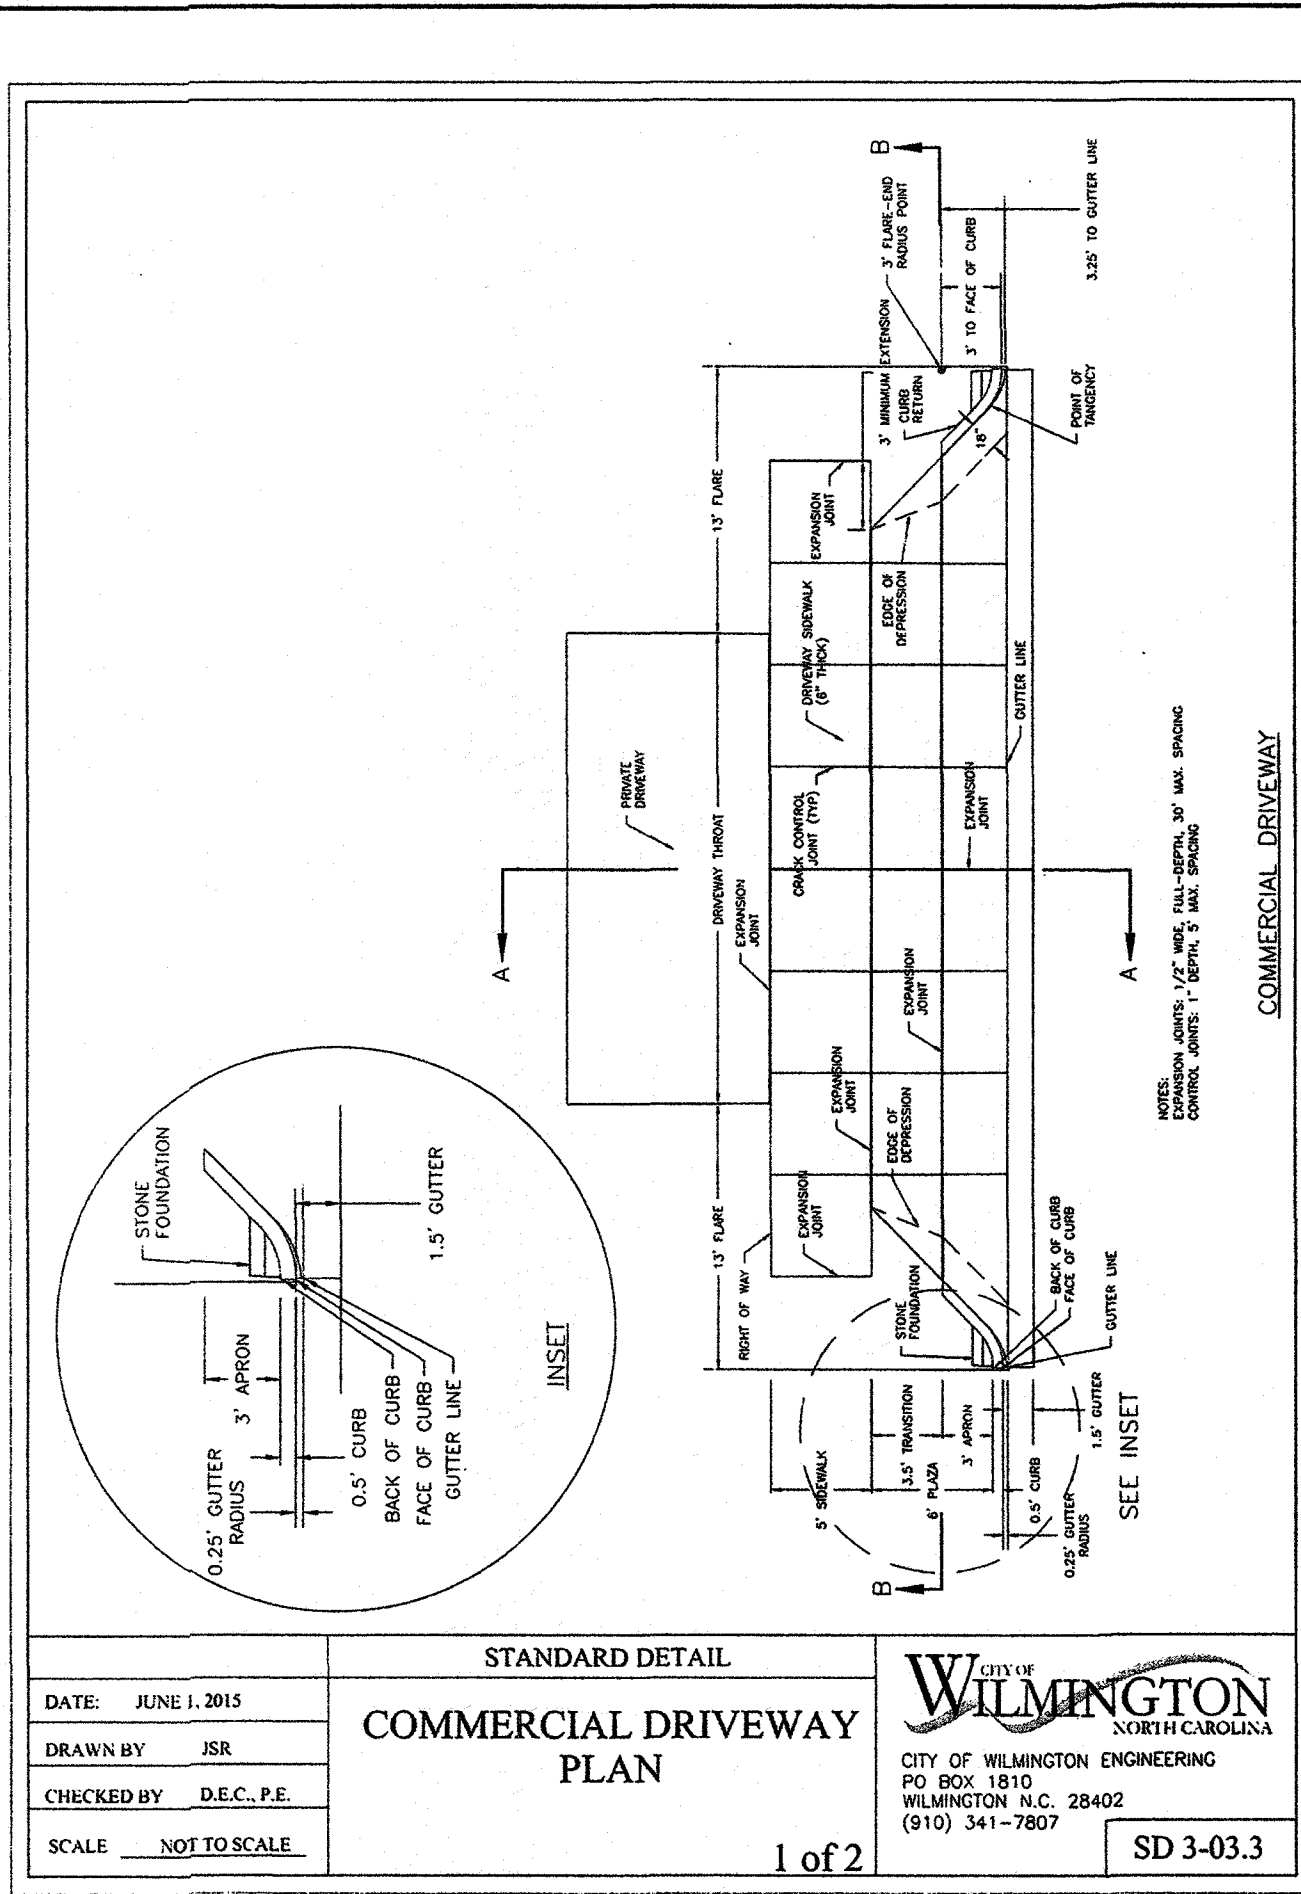 STONE
FOUNDATION
1.5' GUTTER
3' APRON
0.25' GUTTER
RADIUS
0.5' CURB
BACK OF CURB
FACE OF CURB
GUTTER LINE
INSET
B
3' FLARE-END
RADIUS POINT
3.25' TO GUTTER LINE
3' TO FACE OF CURB
3' MINIMUM EXTENSION
CURB
RETURN
18"
POINT OF
TANGENCY
13' FLARE
EXPANSION
JOINT
EDGE OF
DEPRESSION
DRIVEWAY SIDEWALK
(6" THICK)
GUTTER LINE
PRIVATE
DRIVEWAY
DRIVEWAY THROAT
CRACK CONTROL
JOINT (TYP)
EXPANSION
JOINT
A
A
EXPANSION
JOINT
EXPANSION
JOINT
EXPANSION
JOINT
EDGE OF
DEPRESSION
13' FLARE
EXPANSION
JOINT
RIGHT OF WAY
STONE
FOUNDATION
BACK OF CURB
FACE OF CURB
GUTTER LINE
5' SIDEWALK
3.5' TRANSITION
6' PLAZA
3' APRON
0.5' CURB
0.25' GUTTER
RADIUS
1.5' GUTTER
B
SEE INSET
NOTES:
EXPANSION JOINTS: 1/2" WIDE, FULL-DEPTH, 30' MAX. SPACING
CONTROL JOINTS: 1" DEPTH, 5' MAX. SPACING
COMMERCIAL DRIVEWAY
STANDARD DETAIL
COMMERCIAL DRIVEWAY
PLAN
1 of 2
DATE: JUNE 1, 2015
DRAWN BY JSR
CHECKED BY D.E.C., P.E.
SCALE NOT TO SCALE
CITY OF
WILMINGTON
NORTH CAROLINA
CITY OF WILMINGTON ENGINEERING
PO BOX 1810
WILMINGTON N.C. 28402
(910) 341-7807
SD 3-03.3